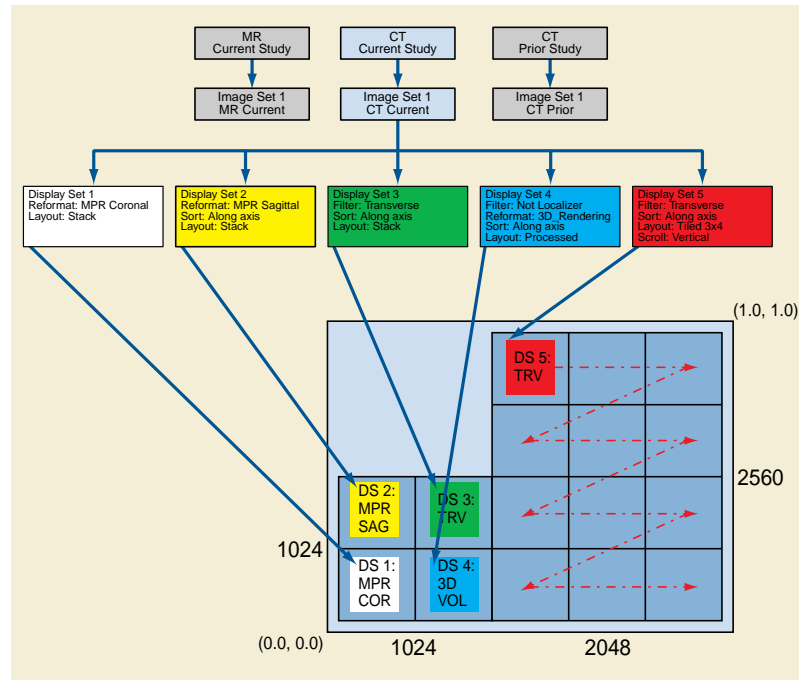 MR
Current Study
CT
Current Study
CT
Prior Study
Image Set 1
MR Current
Image Set 1
CT Current
Image Set 1
CT Prior
Display Set 1
Reformat: MPR Coronal
Layout: Stack
Display Set 2
Reformat: MPR Sagittal
Sort: Along axis
Layout: Stack
Display Set 3
Filter: Transverse
Sort: Along axis
Layout: Stack
Display Set 4
Filter: Not Localizer
Reformat: 3D_Rendering
Sort: Along axis
Layout: Processed
Display Set 5
Filter: Transverse
Sort: Along axis
Layout: Tiled 3x4
Scroll: Vertical
(1.0, 1.0)
DS 5:
TRV
DS 2:
MPR
SAG
DS 3:
TRV
2560
1024
DS 1:
MPR
COR
DS 4:
3D
VOL
(0.0, 0.0)
1024
2048